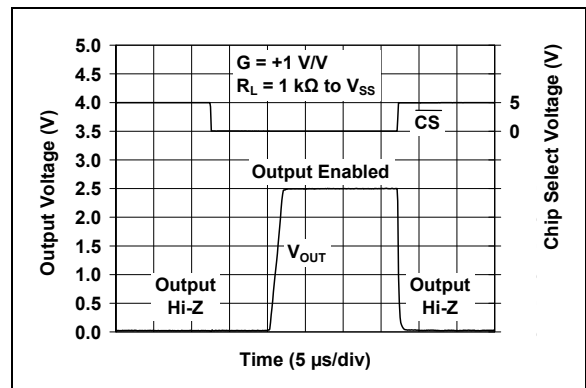 5.0
4.5
4.0
3.5
3.0
2.5
2.0
1.5
1.0
0.5
0.0
Output Voltage (V)
G = +1 V/V
R_L = 1 kΩ to V_SS
CS
5
0
Chip Select Voltage (V)
Output Enabled
V_OUT
Output
Hi-Z
Output
Hi-Z
Time (5 µs/div)